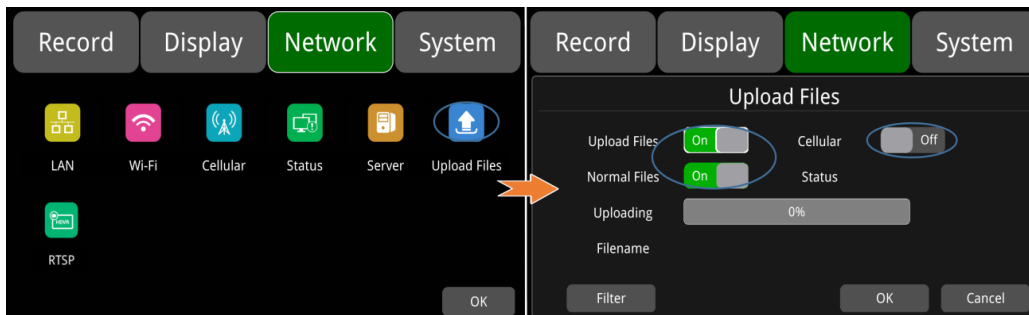 Record Display Network System
LAN Wi-Fi Cellular Status Server Upload Files
HDVR
RTSP
OK
Record Display Network System
Upload Files
Upload Files On Cellular Off
Normal Files On Status
Uploading 0%
Filename
Filter OK Cancel